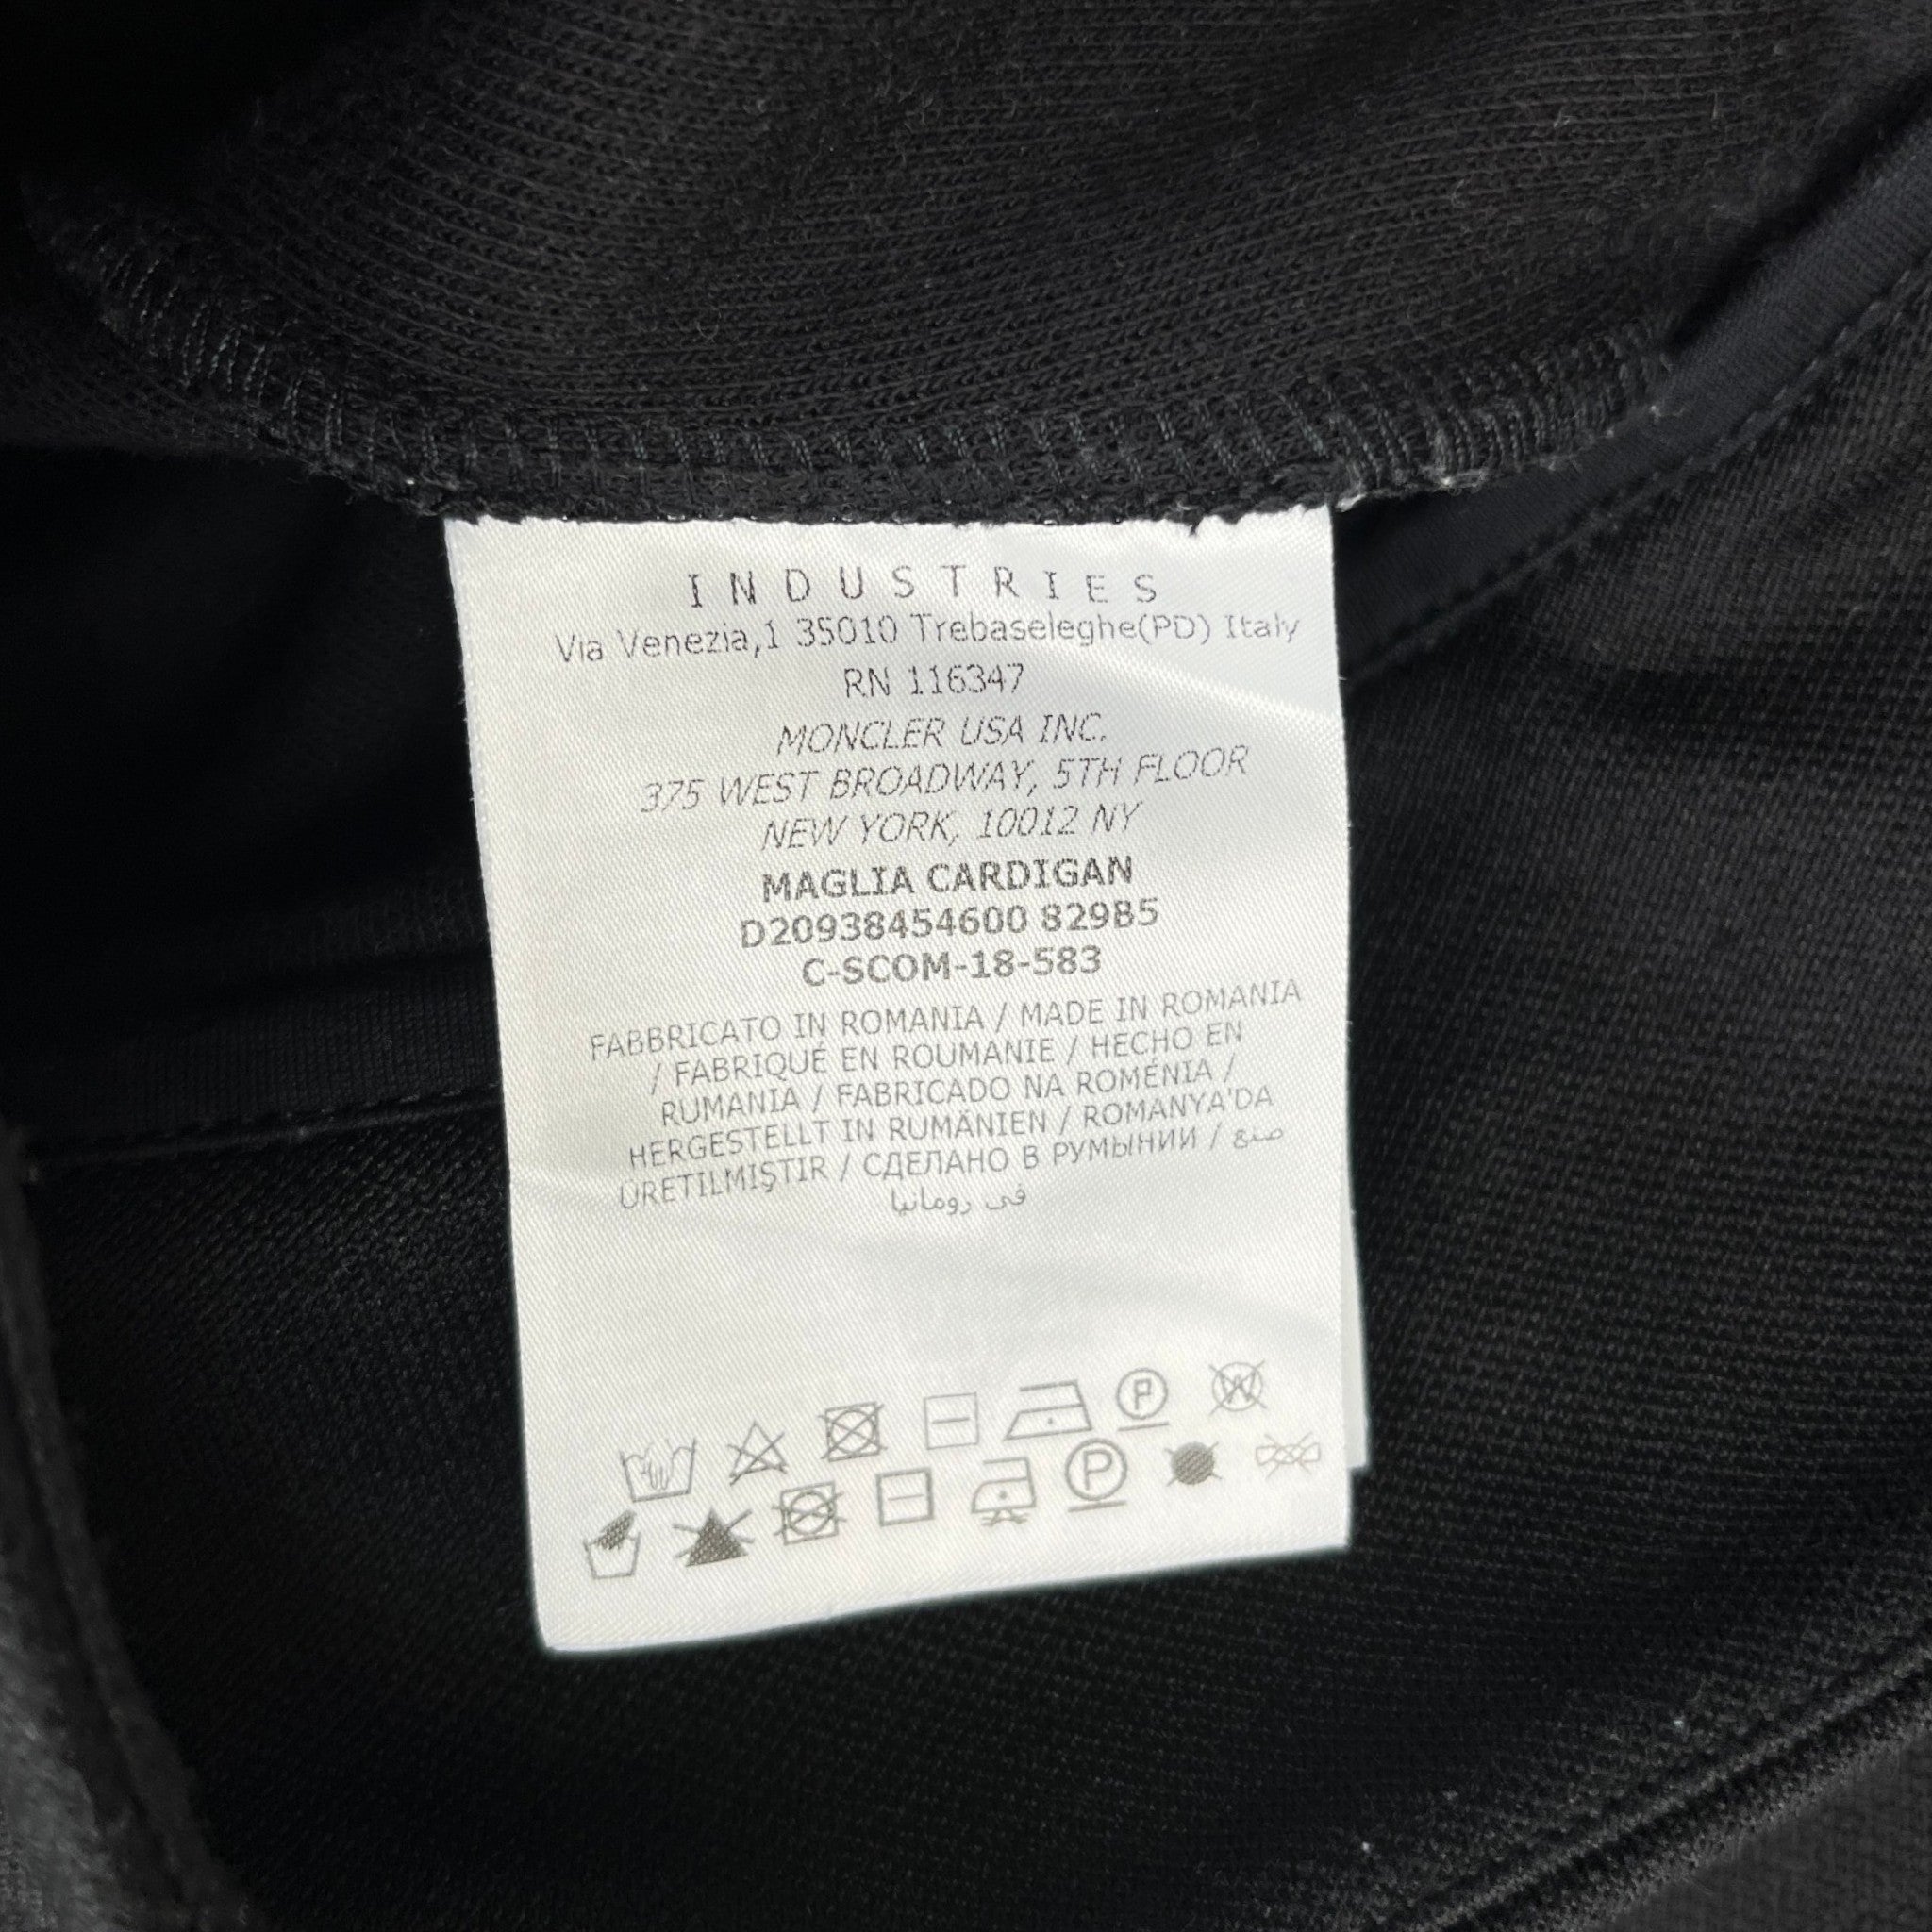 INDUSTRIES
Via Venezia,1 35010 Trebaseleghe(PD) Italy
RN 116347
MONCLER USA INC.
375 WEST BROADWAY, 5TH FLOOR
NEW YORK, 10012 NY
MAGLIA CARDIGAN
D20938454600 829B5
C-SCOM-18-583
FABBRICATO IN ROMANIA / MADE IN ROMANIA
/ FABRIQUÉ EN ROUMANIE / HECHO EN
RUMANIA / FABRICADO NA ROMÉNIA /
HERGESTELLT IN RUMÄNIEN / ROMANYA'DA
ÜRETILMIŞTIR / СДЕЛАНО В РУМЫНИИ / صنع
فى رومانيا
P W
P